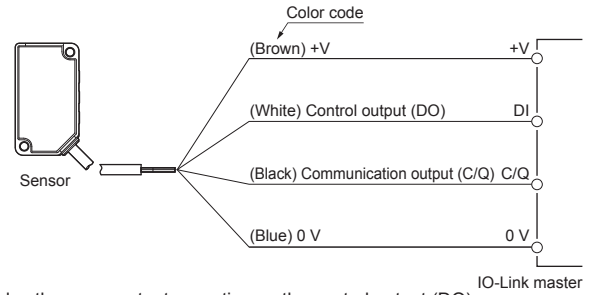 Color code
(Brown) +V +V
(White) Control output (DO) DI
(Black) Communication output (C/Q) C/Q
Sensor
(Blue) 0 V 0 V
IO-Link master